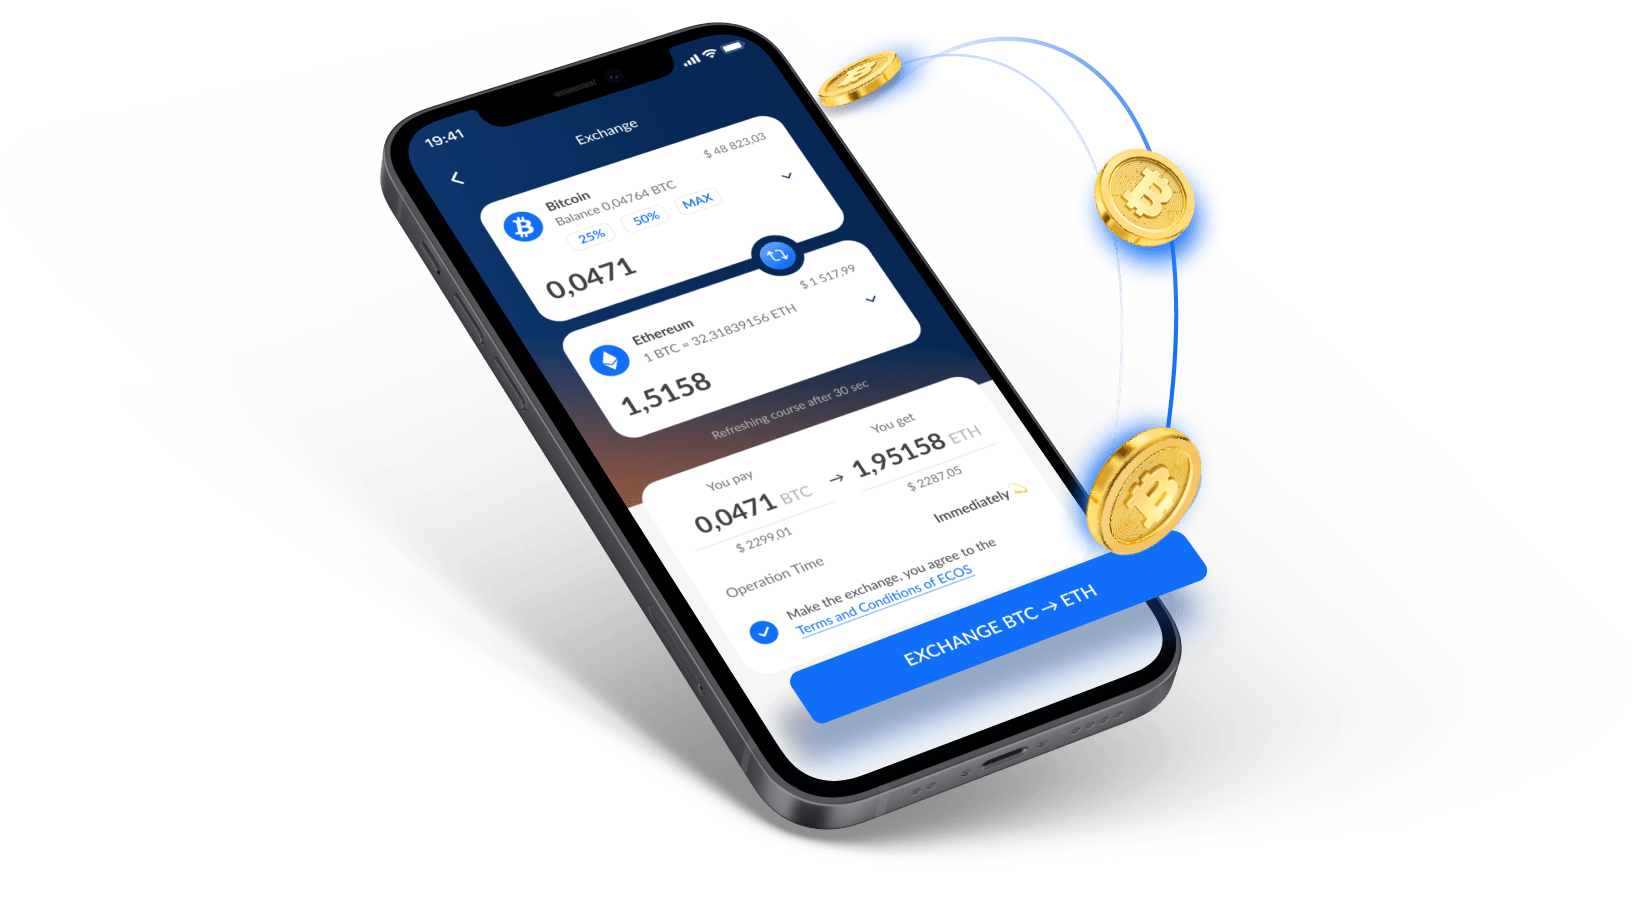 19:41
Exchange
Bitcoin
$ 48 823,03
Balance 0,04764 BTC
25% 50% MAX
0,0471
Ethereum
$ 1 517,99
1 BTC = 32,31839156 ETH
1,5158
Refreshing course after 30 sec
You pay
You get
0,0471 BTC → 1,95158 ETH
$ 2299,01
$ 2287,05
Operation Time
Immediately 💫
Make the exchange, you agree to the
Terms and Conditions of ECOS
EXCHANGE BTC → ETH